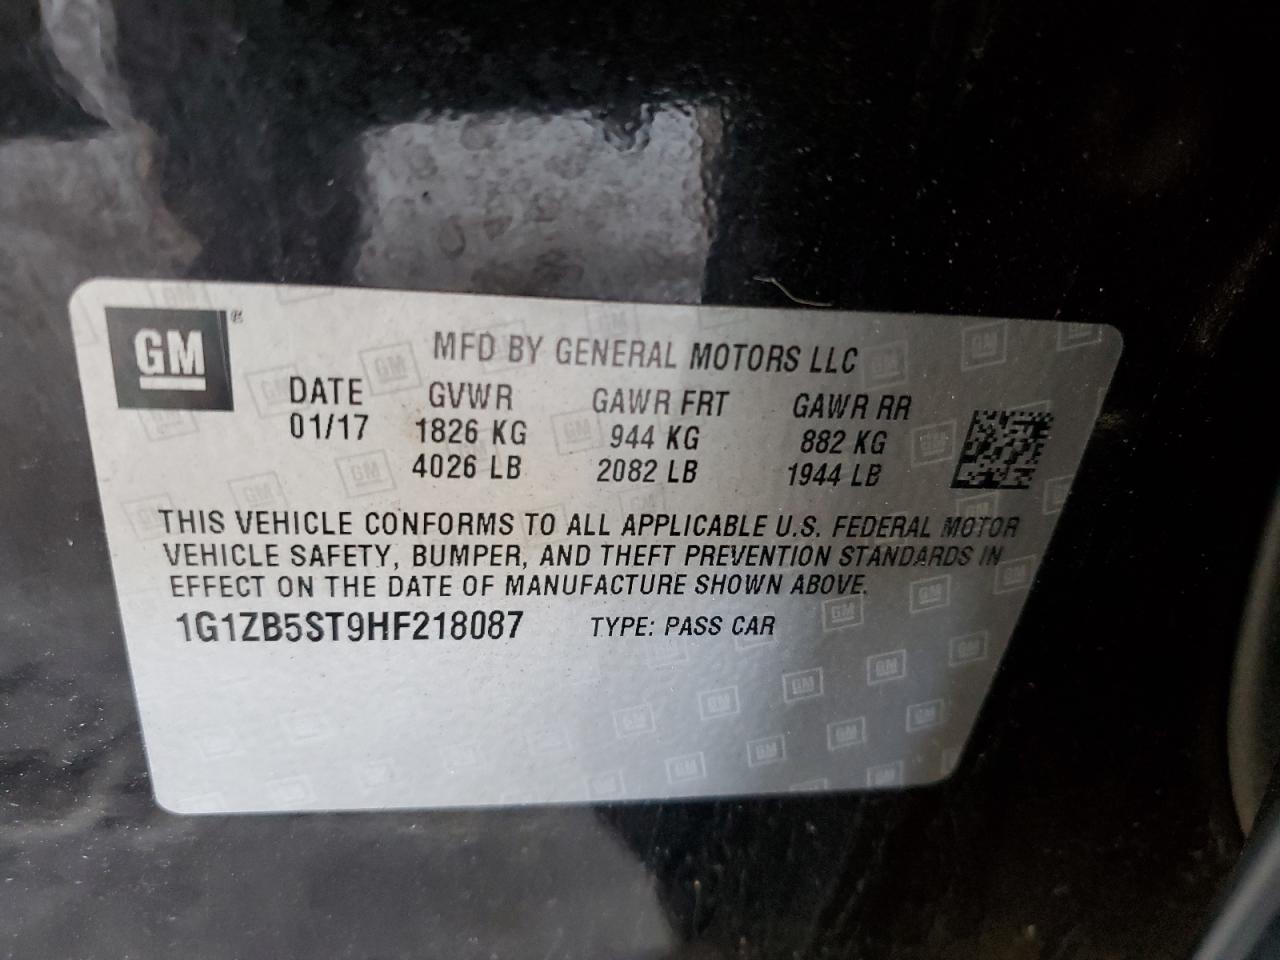 GM®
MFD BY GENERAL MOTORS LLC
DATE GVWR GAWR FRT GAWR RR
01/17 1826 KG 944 KG 882 KG
4026 LB 2082 LB 1944 LB
THIS VEHICLE CONFORMS TO ALL APPLICABLE U.S. FEDERAL MOTOR
VEHICLE SAFETY, BUMPER, AND THEFT PREVENTION STANDARDS IN
EFFECT ON THE DATE OF MANUFACTURE SHOWN ABOVE.
1G1ZB5ST9HF218087 TYPE: PASS CAR